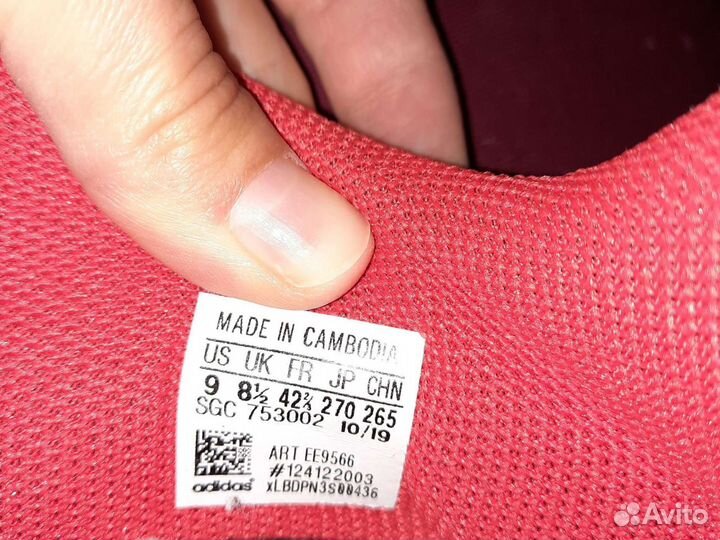 MADE IN CAMBODIA
US UK FR JP CHN
9 8½ 42⅔ 270 265
SGC 753002 10/19
ART EE9566
#124122003
adidas xLBDPN3S00436
Avito